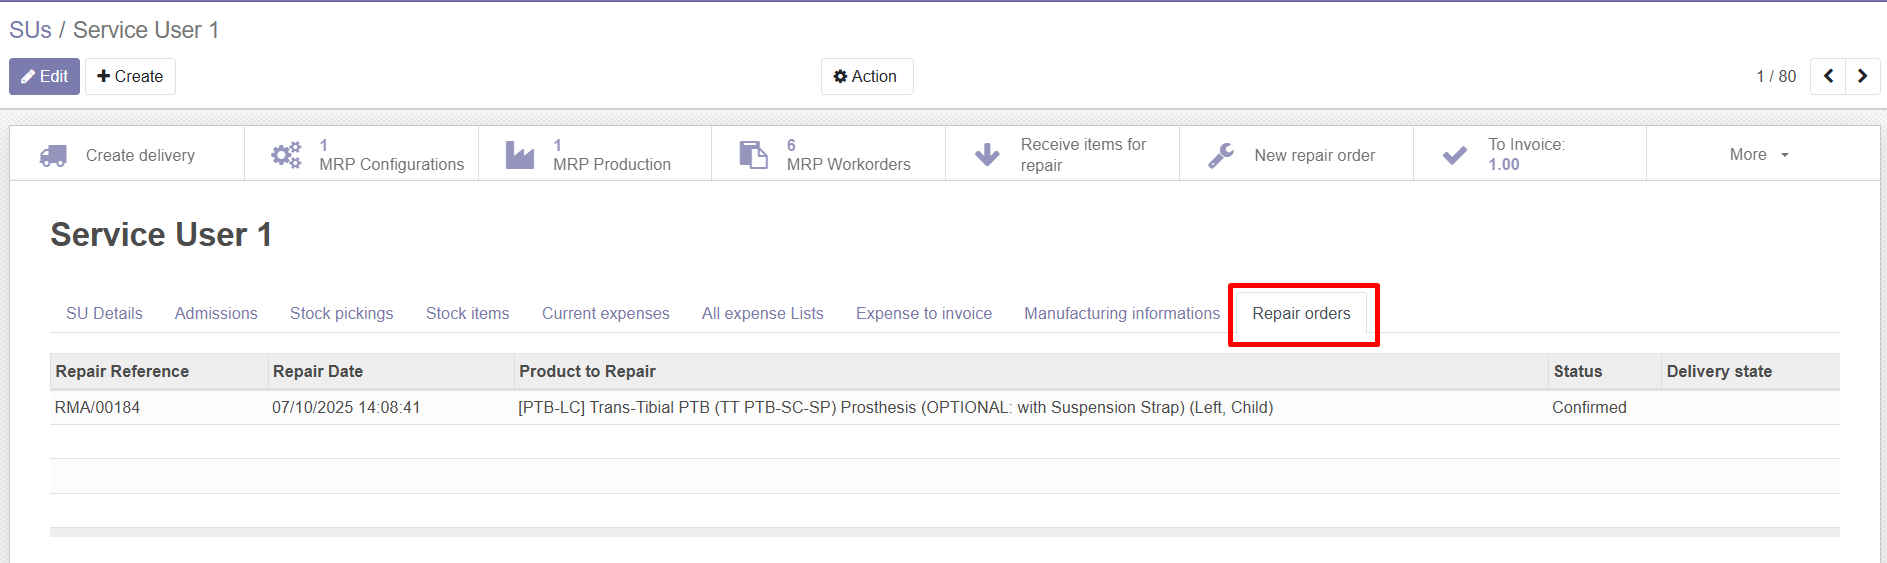 SUs / Service User 1
Edit
Create
Action
1 / 80
Create delivery
1
MRP Configurations
1
MRP Production
6
MRP Workorders
Receive items for
repair
New repair order
To Invoice:
1.00
More
Service User 1
SU Details
Admissions
Stock pickings
Stock items
Current expenses
All expense Lists
Expense to invoice
Manufacturing informations
Repair orders
Repair Reference
Repair Date
Product to Repair
Status
Delivery state
RMA/00184
07/10/2025 14:08:41
[PTB-LC] Trans-Tibial PTB (TT PTB-SC-SP) Prosthesis (OPTIONAL: with Suspension Strap) (Left, Child)
Confirmed